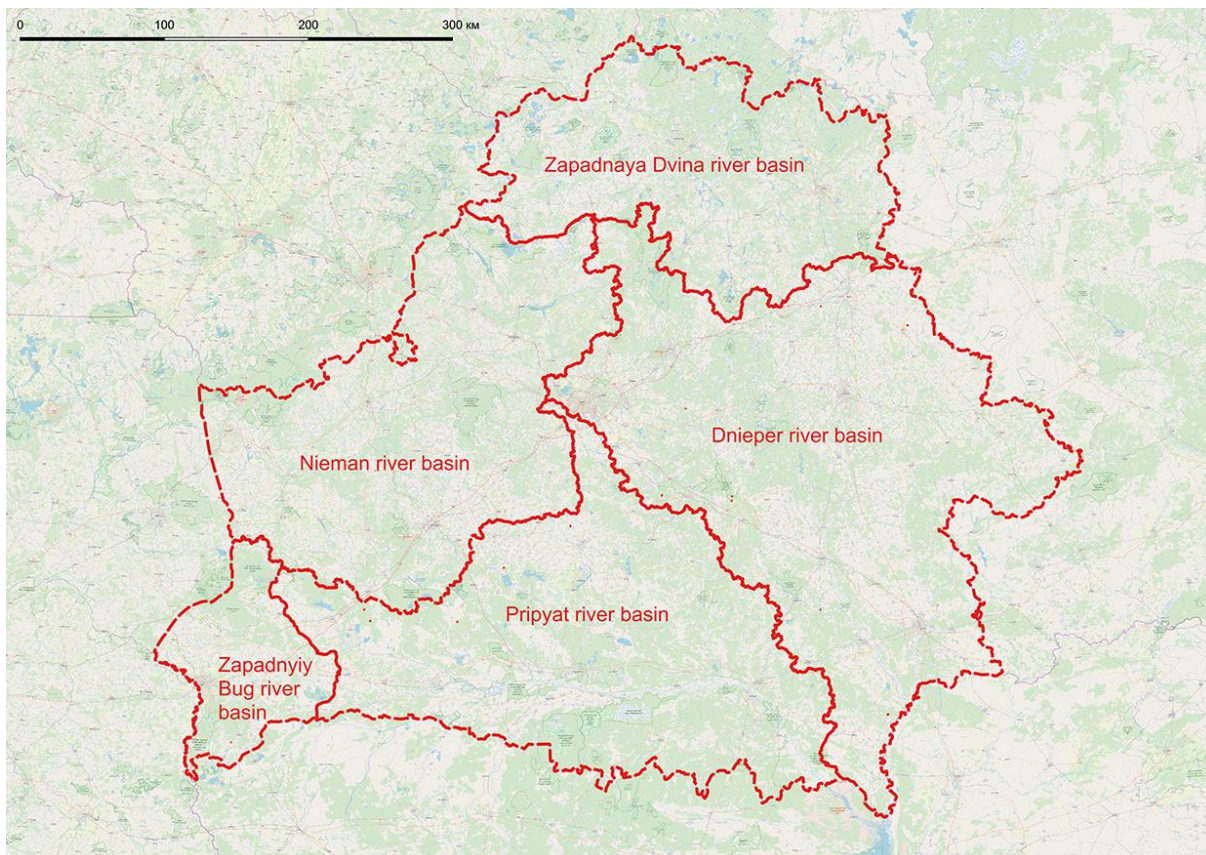 0 100 200 300 км
Zapadnaya Dvina river basin
Dnieper river basin
Nieman river basin
Pripyat river basin
Zapadnyiy
Bug river
basin